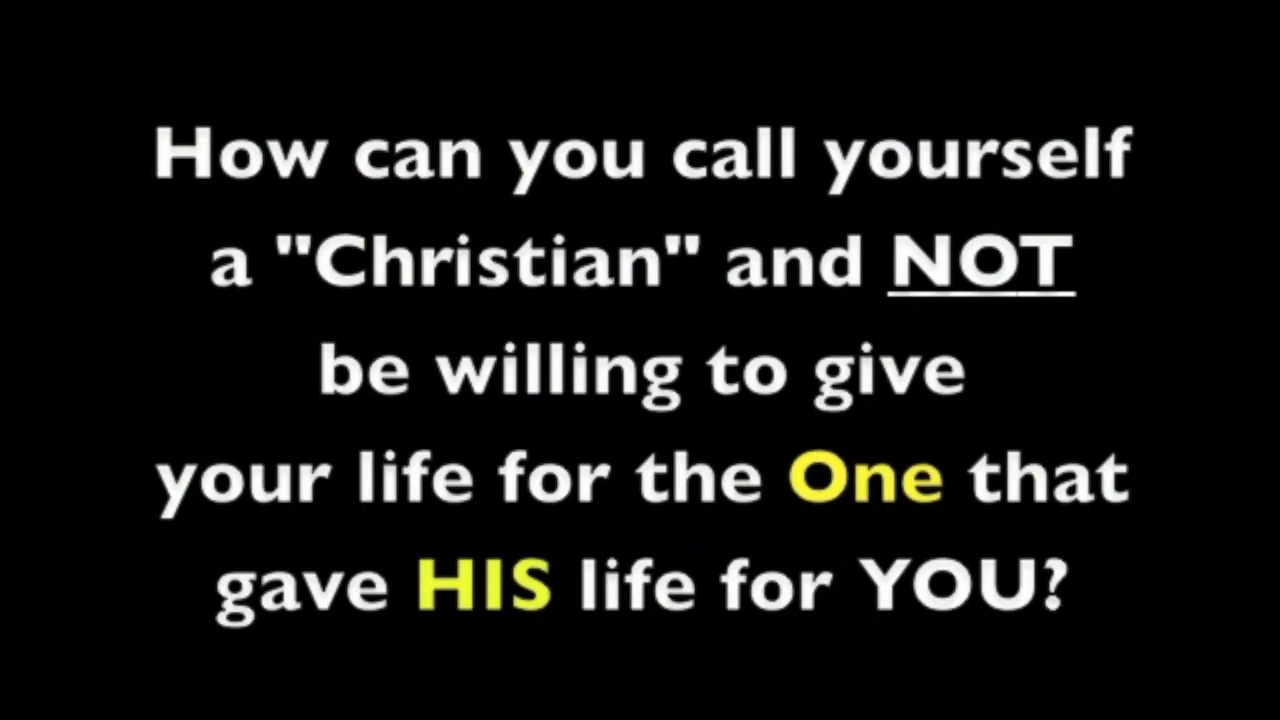 How can you call yourself
a "Christian" and NOT
be willing to give
your life for the One that
gave HIS life for YOU?